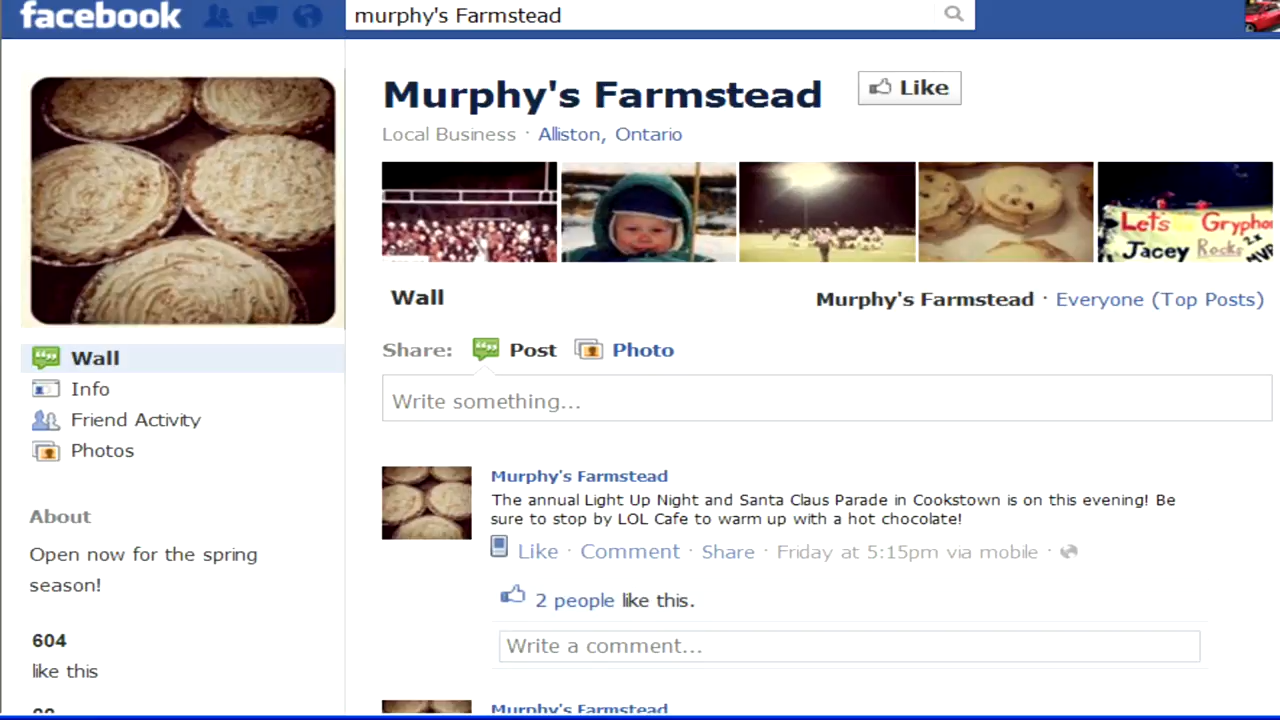 facebook
murphy's Farmstead
Murphy's Farmstead
Like
Local Business · Alliston, Ontario
Let's Gryphon
Jacey Rocks 2x MVP
Wall
Murphy's Farmstead · Everyone (Top Posts)
Share: Post Photo
Write something...
Wall
Info
Friend Activity
Photos
About
Open now for the spring
season!
604
like this
Murphy's Farmstead
The annual Light Up Night and Santa Claus Parade in Cookstown is on this evening! Be
sure to stop by LOL Cafe to warm up with a hot chocolate!
Like · Comment · Share · Friday at 5:15pm via mobile ·
2 people like this.
Write a comment...
Murphy's Farmstead